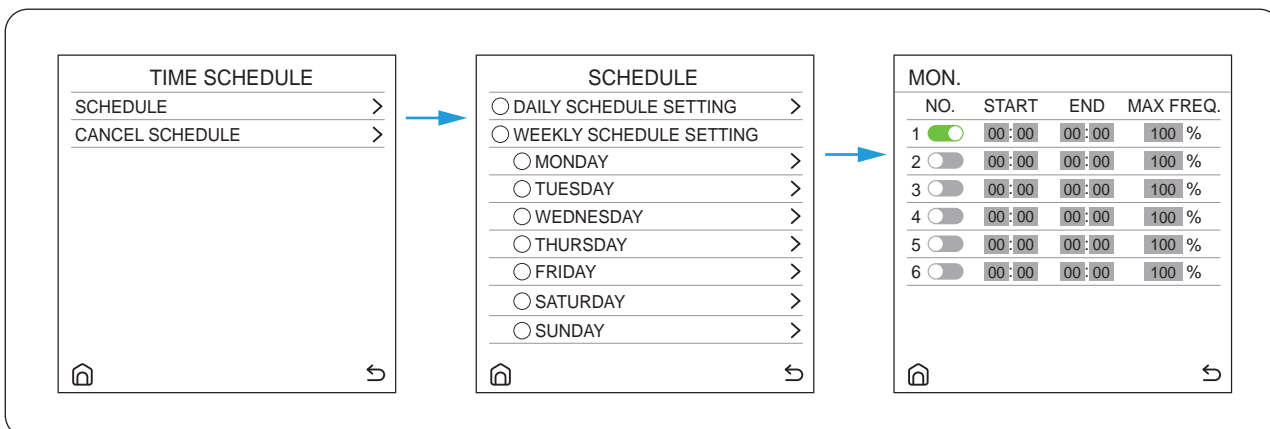 TIME SCHEDULE
SCHEDULE
CANCEL SCHEDULE
SCHEDULE
DAILY SCHEDULE SETTING
WEEKLY SCHEDULE SETTING
MONDAY
TUESDAY
WEDNESDAY
THURSDAY
FRIDAY
SATURDAY
SUNDAY
MON.
NO. START END MAX FREQ.
1 00:00 00:00 100 %
2 00:00 00:00 100 %
3 00:00 00:00 100 %
4 00:00 00:00 100 %
5 00:00 00:00 100 %
6 00:00 00:00 100 %